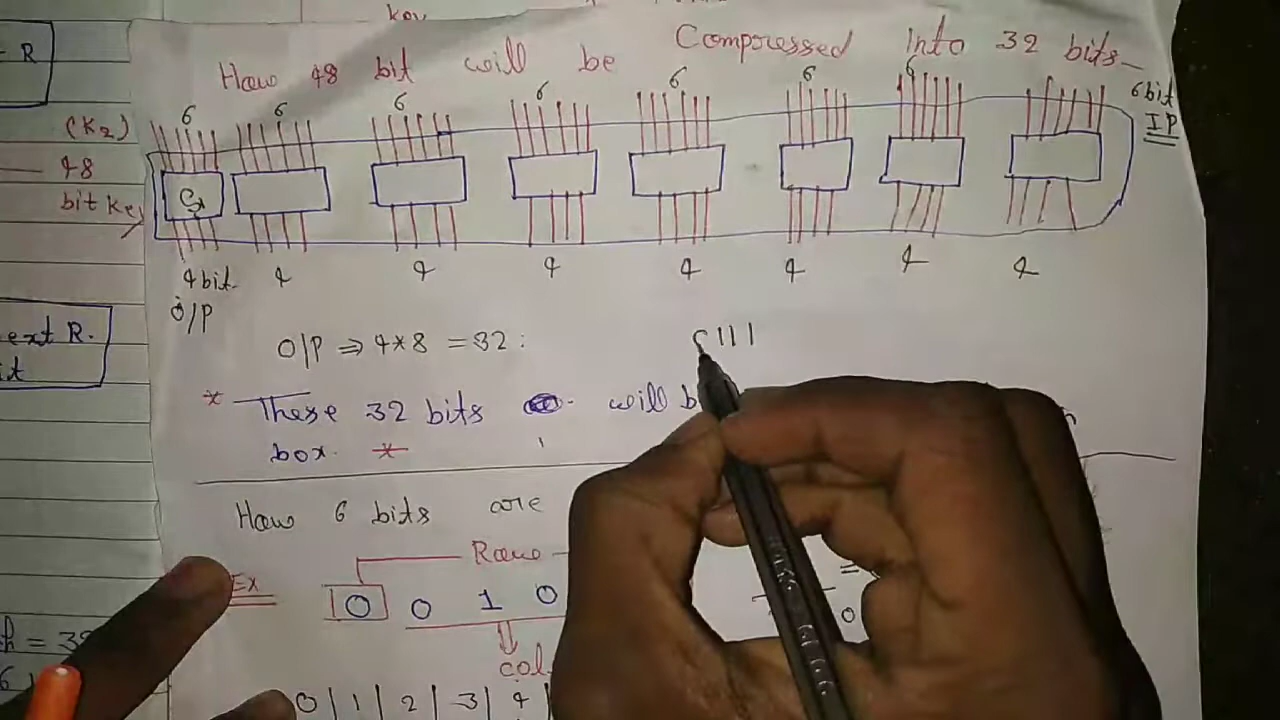 key
How 48 bit will be Compressed Into 32 bits
R
6 6 6 6 6 6 6 6bit
IP
(K2)
48
bit key
S1
4bit 4 4 4 4 4 4 4
O/P
O/P ⇒ 4*8 = 32 :
ext R.
it
* These 32 bits will b
box. *
How 6 bits are
Ex
Row
0 0 1 0
= 
0
col
0 | 1 | 2 | 3 | 4 |